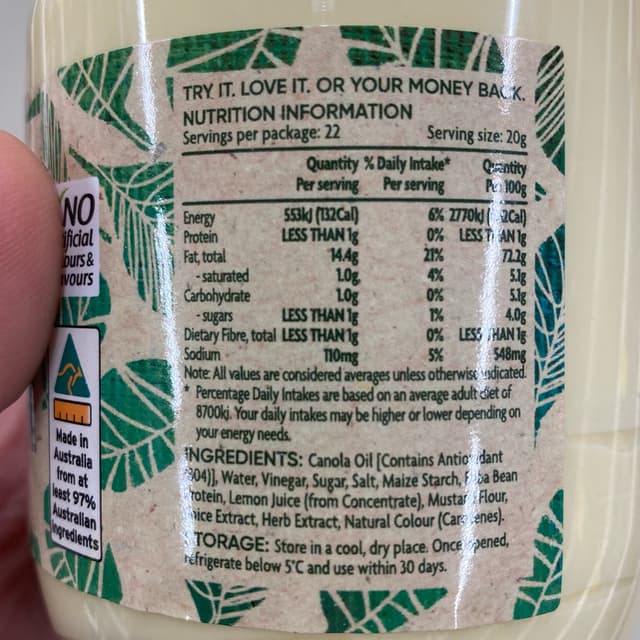 TRY IT. LOVE IT. OR YOUR MONEY BACK.
NUTRITION INFORMATION
Servings per package: 22 Serving size: 20g
Quantity % Daily Intake* Quantity
Per serving Per serving Per 100g
Energy 553kJ (132Cal) 6% 2770kJ
Protein LESS THAN 1g 0% LESS THAN 1g
Fat, total 14.4g 21% 72.2g
- saturated 1.0g 4% 5.1g
Carbohydrate 1.0g 0% 5.1g
- sugars LESS THAN 1g 1% 4.0g
Dietary Fibre, total LESS THAN 1g 0% LESS THAN 1g
Sodium 110mg 5% 548mg
Note: All values are considered averages unless otherwise indicated.
* Percentage Daily Intakes are based on an average adult diet of
8700kj. Your daily intakes may be higher or lower depending on
your energy needs.
INGREDIENTS: Canola Oil [Contains Antioxidant
304)], Water, Vinegar, Sugar, Salt, Maize Starch, Faba Bean
Protein, Lemon Juice (from Concentrate), Mustard Flour,
Spice Extract, Herb Extract, Natural Colour (Carotenes).
STORAGE: Store in a cool, dry place. Once opened,
refrigerate below 5°C and use within 30 days.
NO
ificial
ours &
avours
Made in
Australia
from at
least 97%
Australian
ingredients